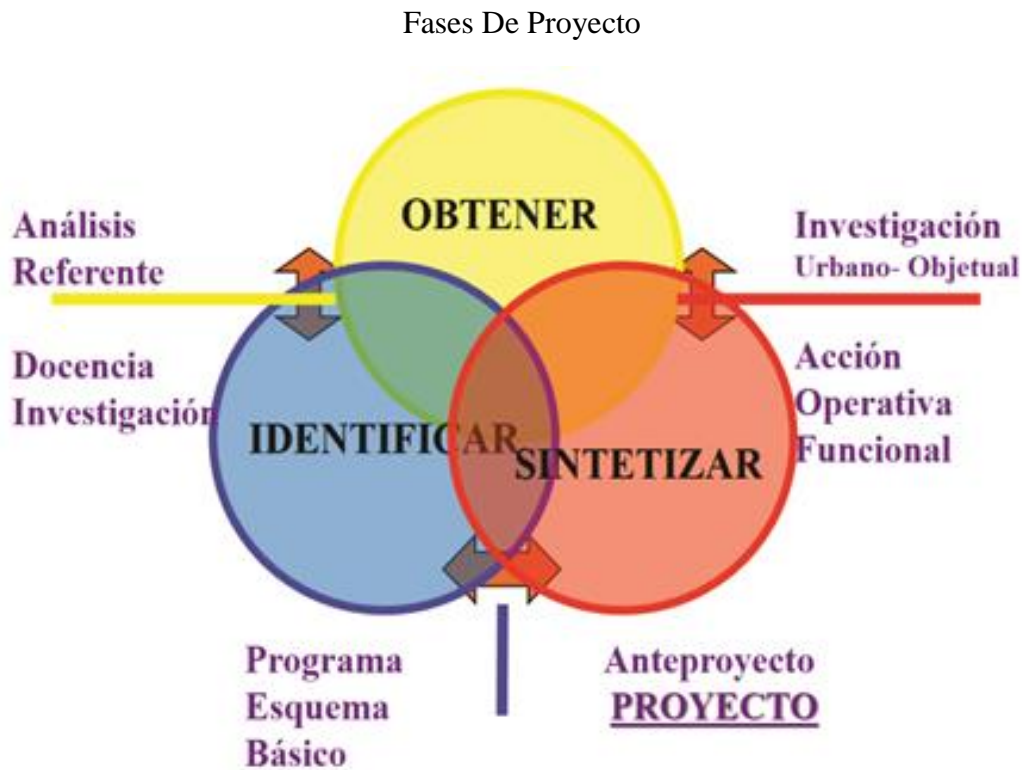 Fases De Proyecto
OBTENER
Análisis
Referente
Investigación
Urbano- Objetual
Docencia
Investigación
Acción
Operativa
Funcional
IDENTIFICAR
SINTETIZAR
Programa
Esquema
Básico
Anteproyecto
PROYECTO